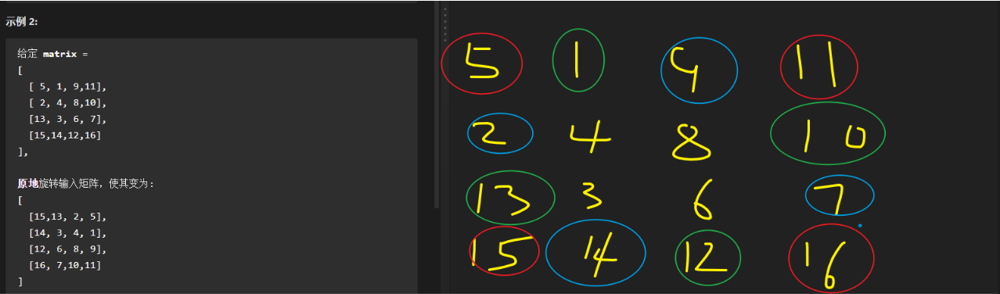 示例 2:
给定 matrix =
[
[ 5, 1, 9,11],
[ 2, 4, 8,10],
[13, 3, 6, 7],
[15,14,12,16]
],
原地旋转输入矩阵，使其变为:
[
[15,13, 2, 5],
[14, 3, 4, 1],
[12, 6, 8, 9],
[16, 7,10,11]
]
5 1 9 11
2 4 8 10
13 3 6 7
15 14 12 16